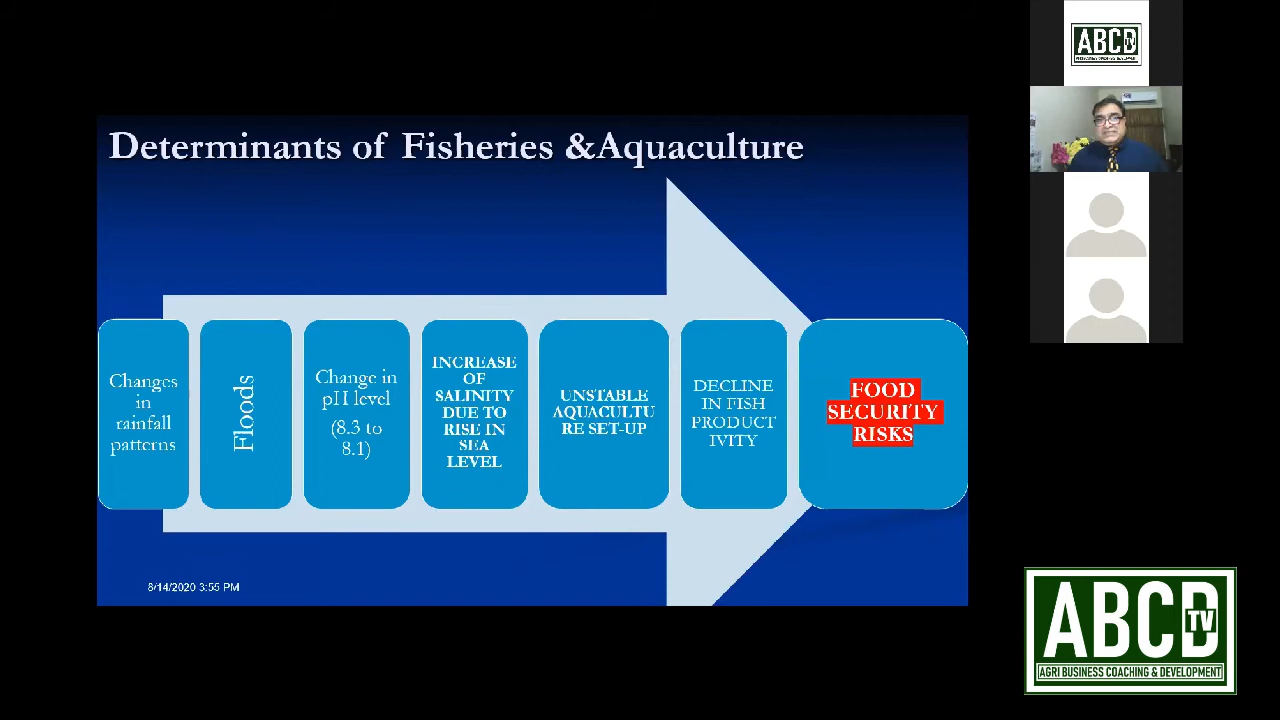 Determinants of Fisheries &Aquaculture
Changes
in
rainfall
patterns
Floods
Change in
pH level
(8.3 to
8.1)
INCREASE
OF
SALINITY
DUE TO
RISE IN
SEA
LEVEL
UNSTABLE
AQUACULTU
RE SET-UP
DECLINE
IN FISH
PRODUCT
IVITY
FOOD
SECURITY
RISKS
8/14/2020 3:55 PM
ABCD
TV
ABCD
TV
AGRI BUSINESS COACHING & DEVELOPMENT